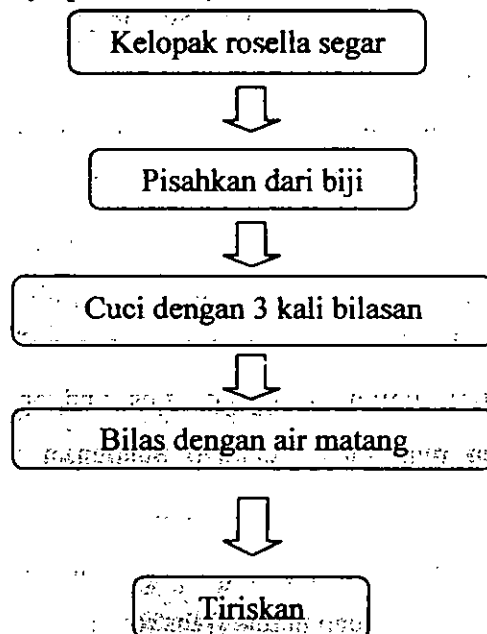 Kelopak rosella segar
Pisahkan dari biji
Cuci dengan 3 kali bilasan
Bilas dengan air matang
Tiriskan